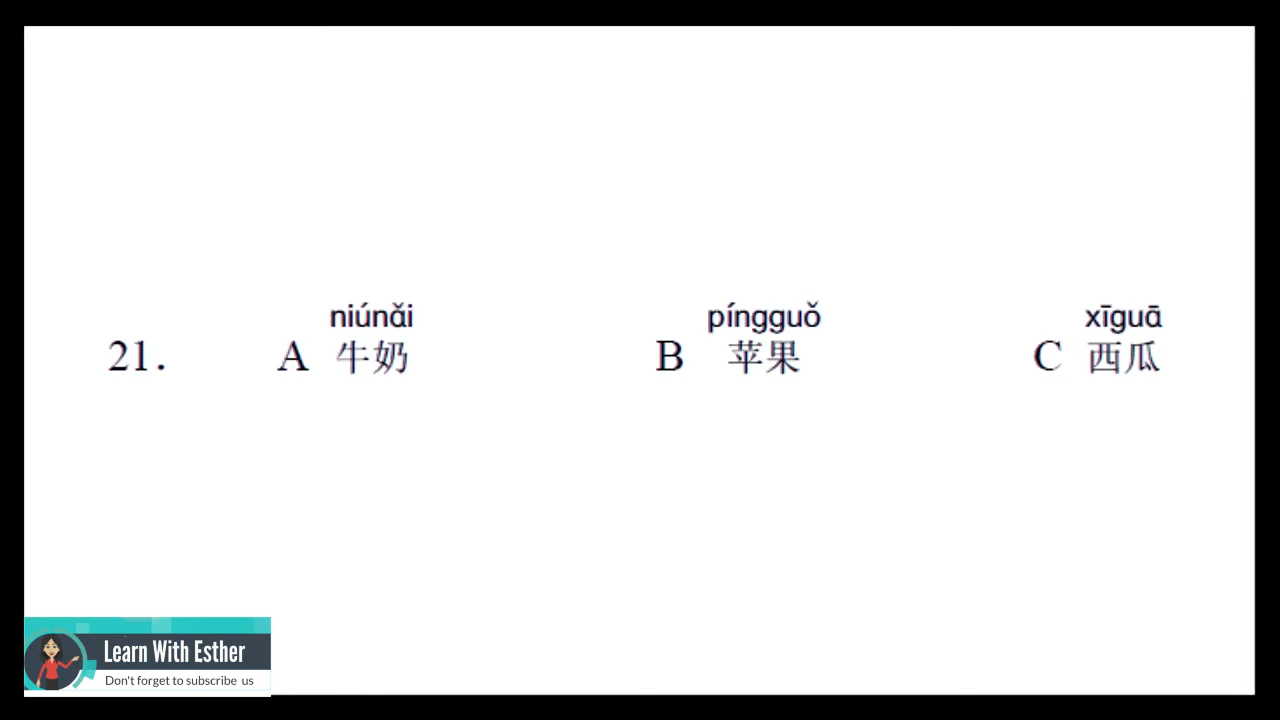 niúnǎi píngguǒ xīguā
21. A 牛奶 B 苹果 C 西瓜
Learn With Esther
Don't forget to subscribe us